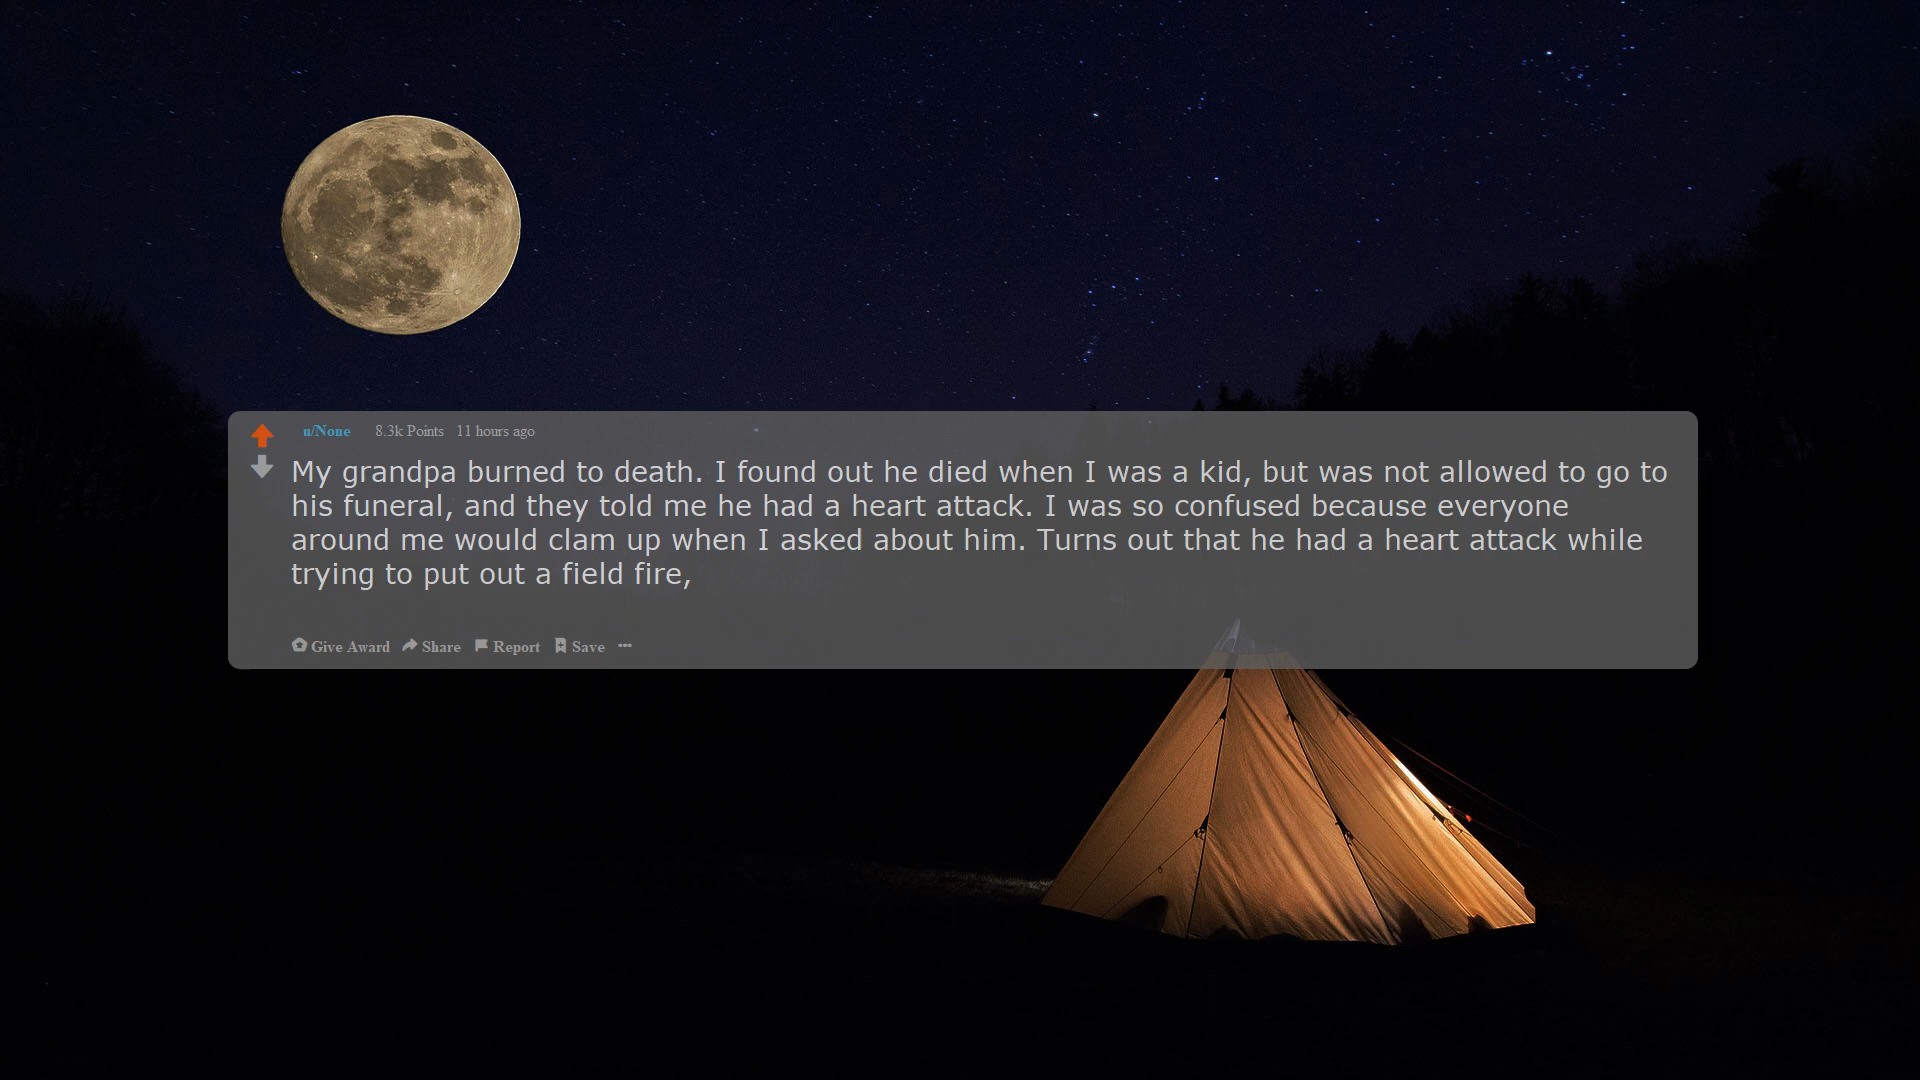 u/None 8.3k Points 11 hours ago
My grandpa burned to death. I found out he died when I was a kid, but was not allowed to go to
his funeral, and they told me he had a heart attack. I was so confused because everyone
around me would clam up when I asked about him. Turns out that he had a heart attack while
trying to put out a field fire,
Give Award Share Report Save